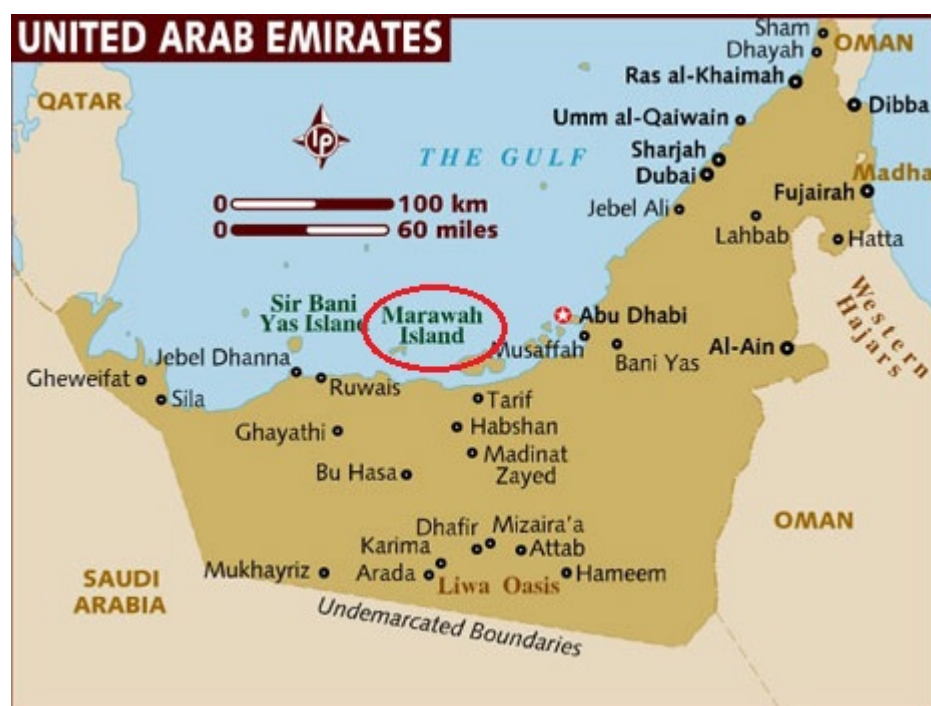 UNITED ARAB EMIRATES
Sham
Dhayah
OMAN
QATAR
Ras al-Khaimah
Dibba
lp
Umm al-Qaiwain
THE GULF
Sharjah
Dubai
Madha
Fujairah
0 100 km
0 60 miles
Jebel Ali
Lahbab
Hatta
Western
Hajars
Sir Bani
Yas Island
Marawah
Island
Abu Dhabi
Musaffah
Bani Yas
Al-Ain
Jebel Dhanna
Gheweifat
Ruwais
Sila
Tarif
Ghayathi
Habshan
Madinat
Zayed
Bu Hasa
OMAN
Dhafir
Mizaira'a
Karima
Attab
Mukhayriz
Arada
Hameem
Liwa Oasis
SAUDI
ARABIA
Undemarcated Boundaries